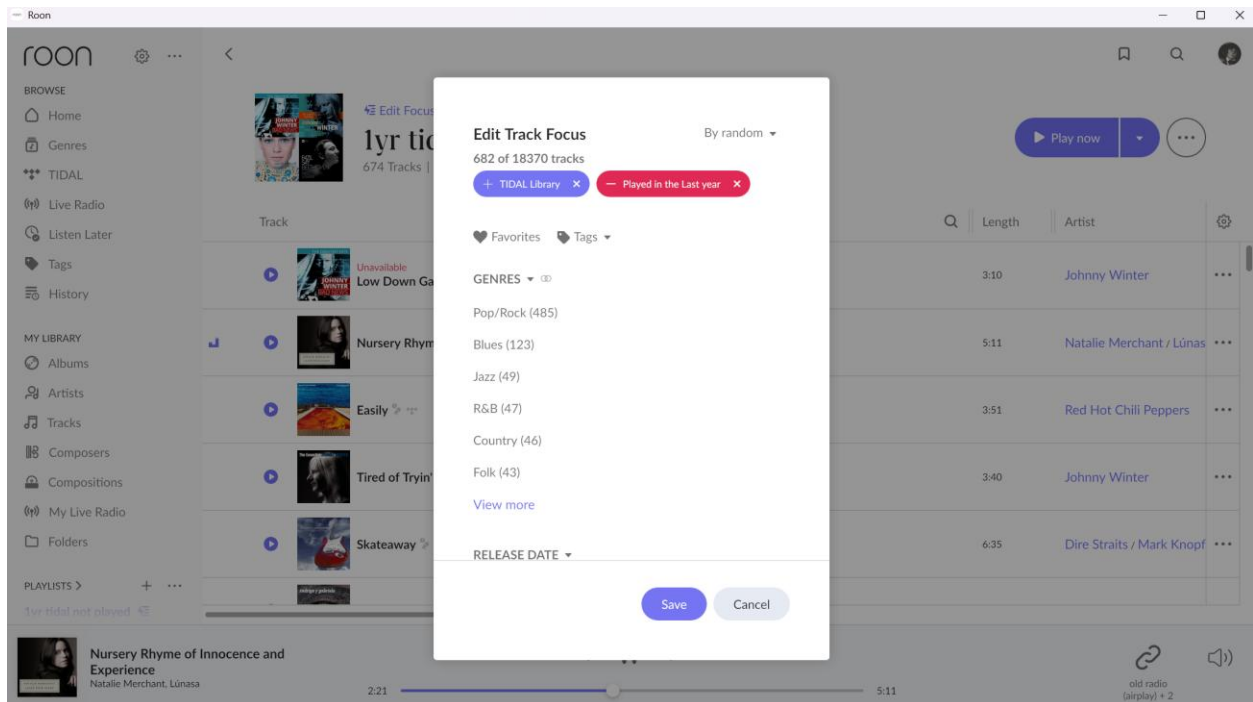 Roon
roon
BROWSE
Home
Genres
TIDAL
Live Radio
Listen Later
Tags
History
MY LIBRARY
Albums
Artists
Tracks
Composers
Compositions
My Live Radio
Folders
PLAYLISTS >
1yr tidal not played
Edit Focus
1yr tid
674 Tracks |
Play now
Track
Length
Artist
Unavailable
Low Down Ga
3:10
Johnny Winter
Nursery Rhym
5:11
Natalie Merchant / Lúnas
Easily
3:51
Red Hot Chili Peppers
Tired of Tryin'
3:40
Johnny Winter
Skateaway
6:35
Dire Straits / Mark Knopf
Edit Track Focus
By random
682 of 18370 tracks
+ TIDAL Library ×
− Played in the Last year ×
Favorites
Tags
GENRES
Pop/Rock (485)
Blues (123)
Jazz (49)
R&B (47)
Country (46)
Folk (43)
View more
RELEASE DATE
Save
Cancel
Nursery Rhyme of Innocence and
Experience
Natalie Merchant, Lúnasa
2:21
5:11
old radio
(airplay) + 2